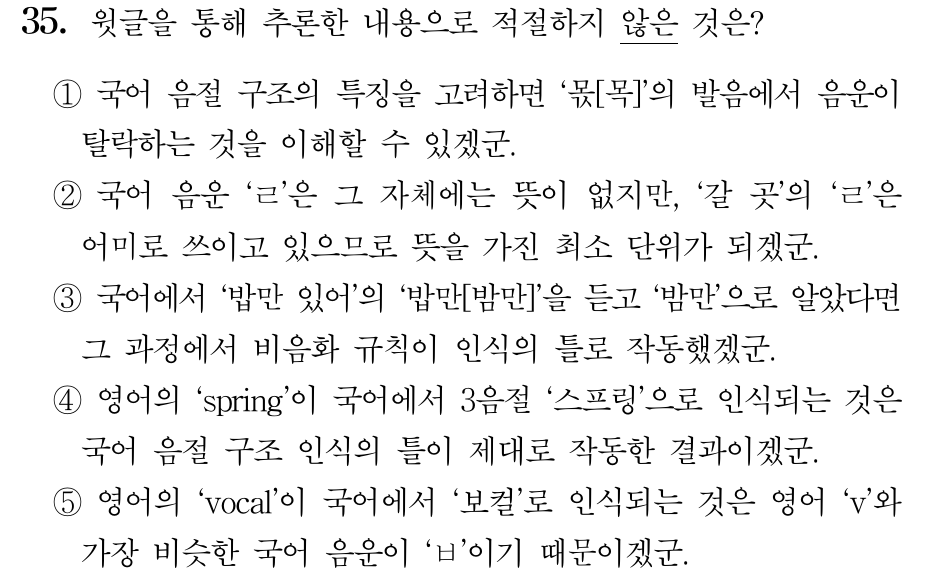 35. 윗글을 통해 추론한 내용으로 적절하지 않은 것은?
① 국어 음절 구조의 특징을 고려하면 ‘몫[목]’의 발음에서 음운이
탈락하는 것을 이해할 수 있겠군.
② 국어 음운 ‘ㄹ’은 그 자체에는 뜻이 없지만, ‘갈 곳’의 ‘ㄹ’은
어미로 쓰이고 있으므로 뜻을 가진 최소 단위가 되겠군.
③ 국어에서 ‘밥만 있어’의 ‘밥만[밤만]’을 듣고 ‘밤만’으로 알았다면
그 과정에서 비음화 규칙이 인식의 틀로 작동했겠군.
④ 영어의 ‘spring’이 국어에서 3음절 ‘스프링’으로 인식되는 것은
국어 음절 구조 인식의 틀이 제대로 작동한 결과이겠군.
⑤ 영어의 ‘vocal’이 국어에서 ‘보컬’로 인식되는 것은 영어 ‘v’와
가장 비슷한 국어 음운이 ‘ㅂ’이기 때문이겠군.